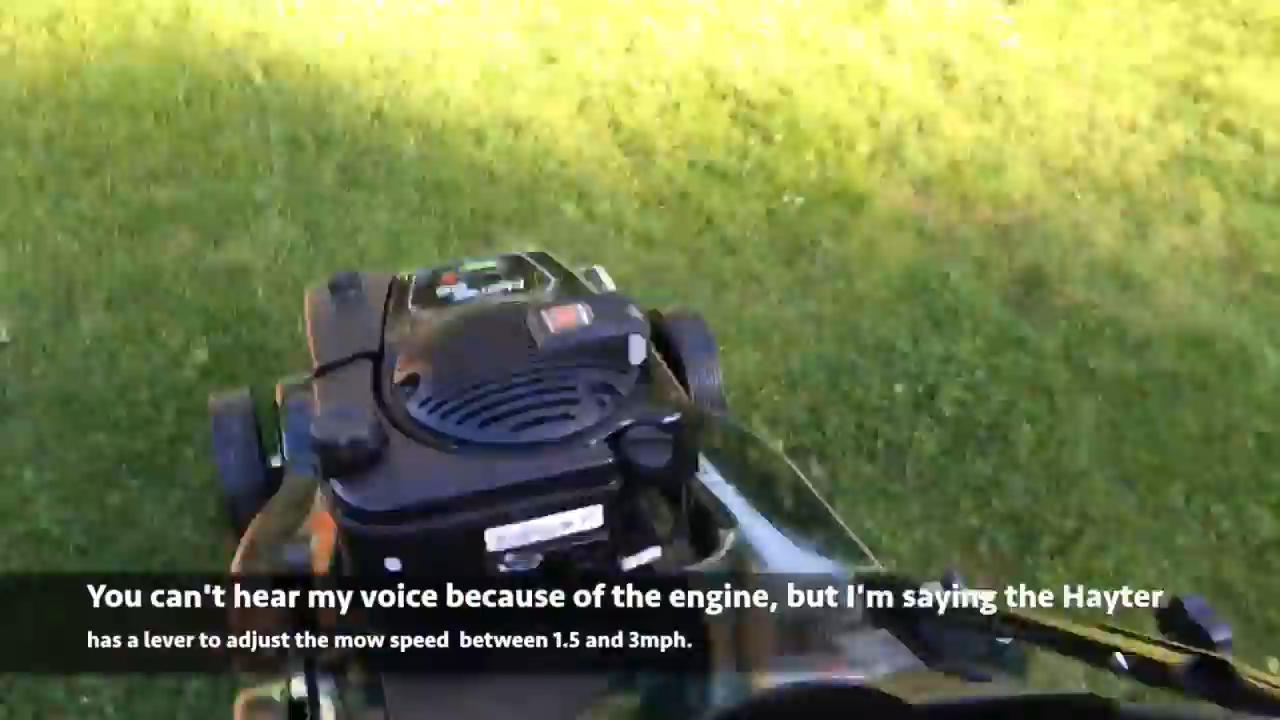 You can't hear my voice because of the engine, but I'm saying the Hayter
has a lever to adjust the mow speed  between 1.5 and 3mph.